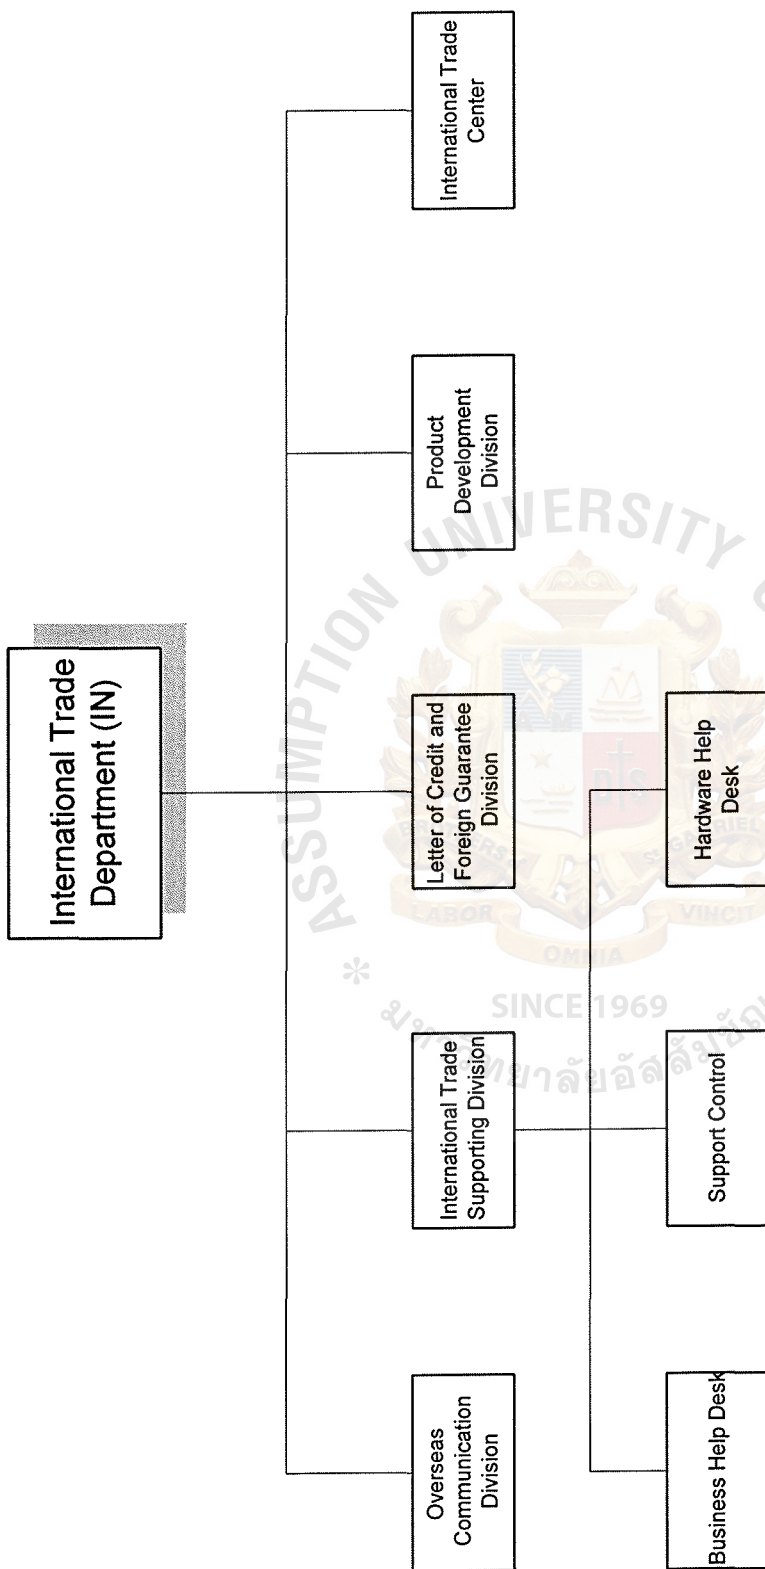 International Trade
Department (IN)
Overseas
Communication
Division
International Trade
Supporting Division
Letter of Credit and
Foreign Guarantee
Division
Product
Development
Division
International Trade
Center
Business Help Desk
Support Control
Hardware Help
Desk
ASSUMPTION UNIVERSITY O
LABOR
OMNIA
VINCIT
SINCE 1969